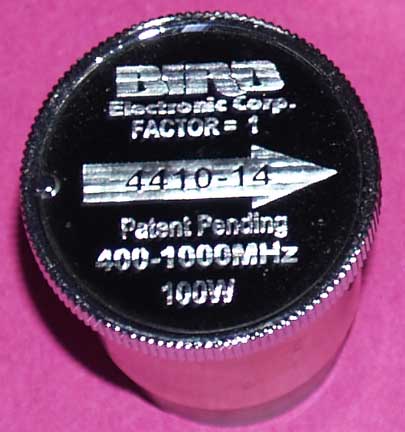 BIRD
Electronic Corp.
FACTOR = 1
4410-14
Patent Pending
400-1000MHz
100W